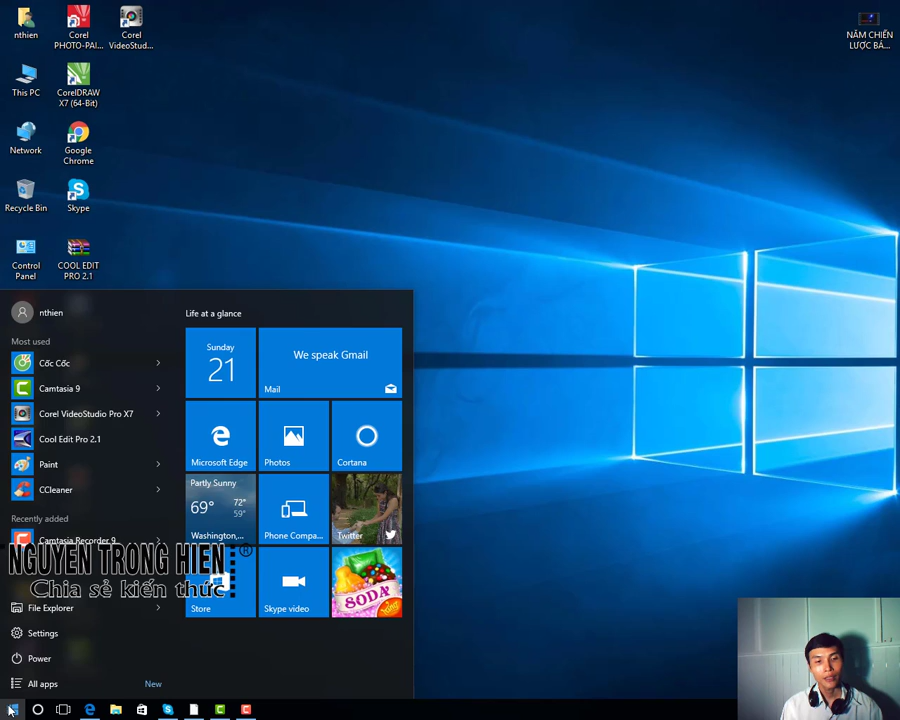 nthien
Corel
PHOTO-PAI...
Corel
VideoStud...
NĂM CHIẾN
LƯỢC BÁ...
This PC
CorelDRAW
X7 (64-Bit)
Network
Google
Chrome
Recycle Bin
Skype
Control
Panel
COOL EDIT
PRO 2.1
nthien
Most used
Cốc Cốc
Camtasia 9
Corel VideoStudio Pro X7
Cool Edit Pro 2.1
Paint
CCleaner
Recently added
Camtasia Recorder 9
NGUYEN TRONG HIEN ®
Chia sẻ kiến thức
File Explorer
Settings
Power
All apps
New
Life at a glance
Sunday
21
We speak Gmail
Mail
Microsoft Edge
Photos
Cortana
Partly Sunny
69°
72°
59°
Washington,...
Phone Compa...
Twitter
Store
Skype video
SODA
King